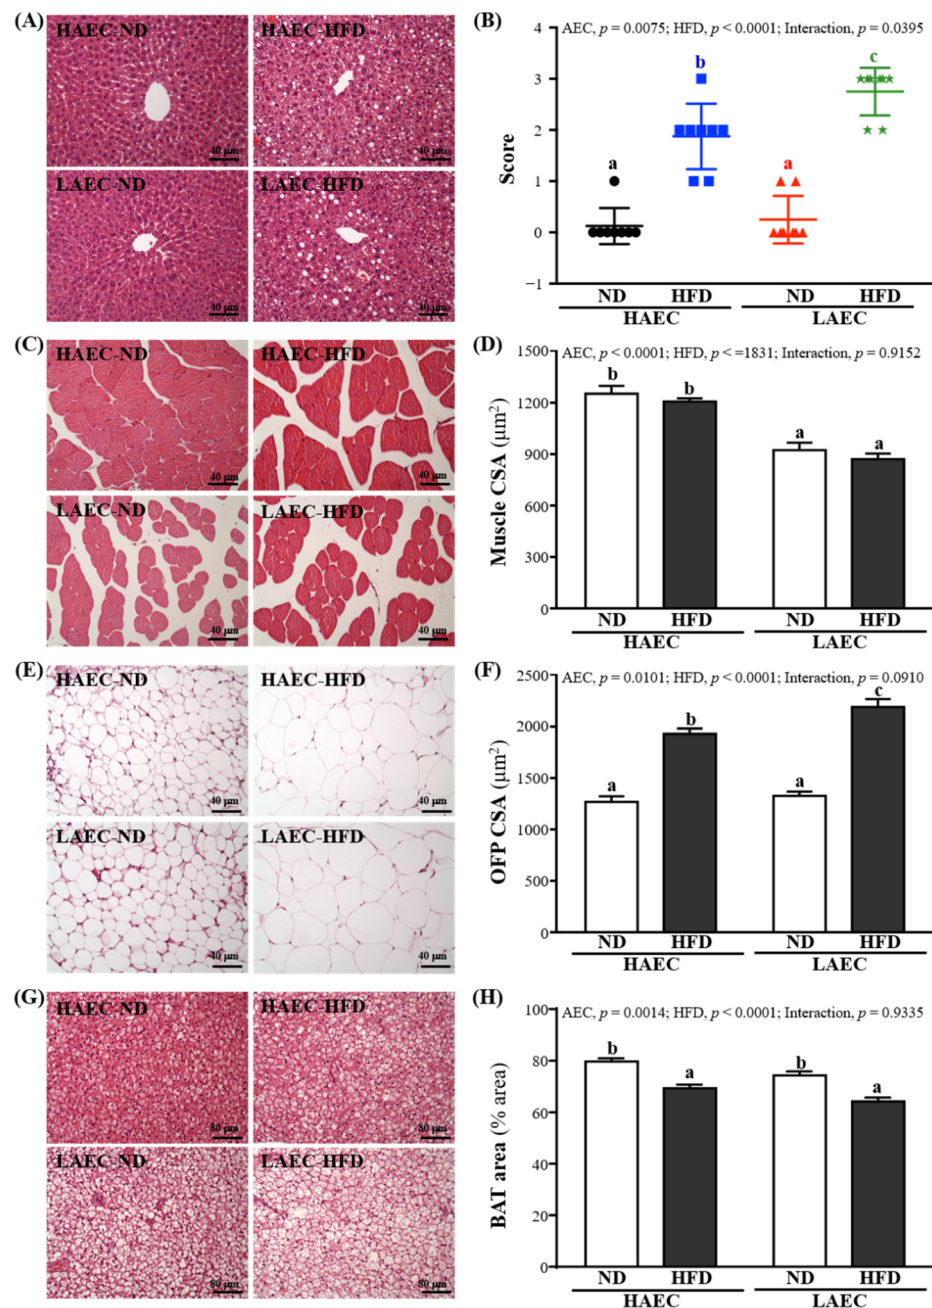 (A)
HAEC-ND
40 μm
HAEC-HFD
40 μm
LAEC-ND
40 μm
LAEC-HFD
40 μm
(B)
AEC, p = 0.0075; HFD, p < 0.0001; Interaction, p = 0.0395
Score
4
3
2
1
0
−1
a
b
a
c
ND
HFD
ND
HFD
HAEC
LAEC
(C)
HAEC-ND
40 μm
HAEC-HFD
40 μm
LAEC-ND
40 μm
LAEC-HFD
40 μm
(D)
AEC, p < 0.0001; HFD, p < =1831; Interaction, p = 0.9152
Muscle CSA (μm²)
1500
1200
900
600
300
0
b
b
a
a
ND
HFD
ND
HFD
HAEC
LAEC
(E)
HAEC-ND
40 μm
HAEC-HFD
40 μm
LAEC-ND
40 μm
LAEC-HFD
40 μm
(F)
AEC, p = 0.0101; HFD, p < 0.0001; Interaction, p = 0.0910
OFP CSA (μm²)
2500
2000
1500
1000
500
0
a
b
a
c
ND
HFD
ND
HFD
HAEC
LAEC
(G)
HAEC-ND
80 μm
HAEC-HFD
80 μm
LAEC-ND
80 μm
LAEC-HFD
80 μm
(H)
AEC, p = 0.0014; HFD, p < 0.0001; Interaction, p = 0.9335
BAT area (% area)
100
80
60
40
20
0
b
a
b
a
ND
HFD
ND
HFD
HAEC
LAEC